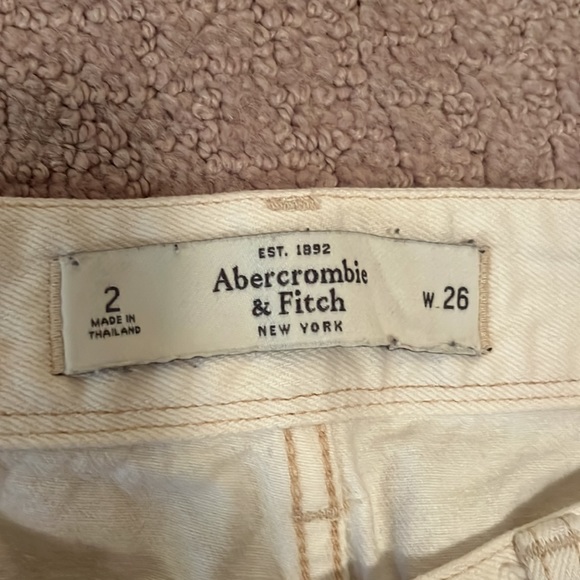 EST. 1892
Abercrombie
& Fitch
NEW YORK
2
MADE IN
THAILAND
W. 26